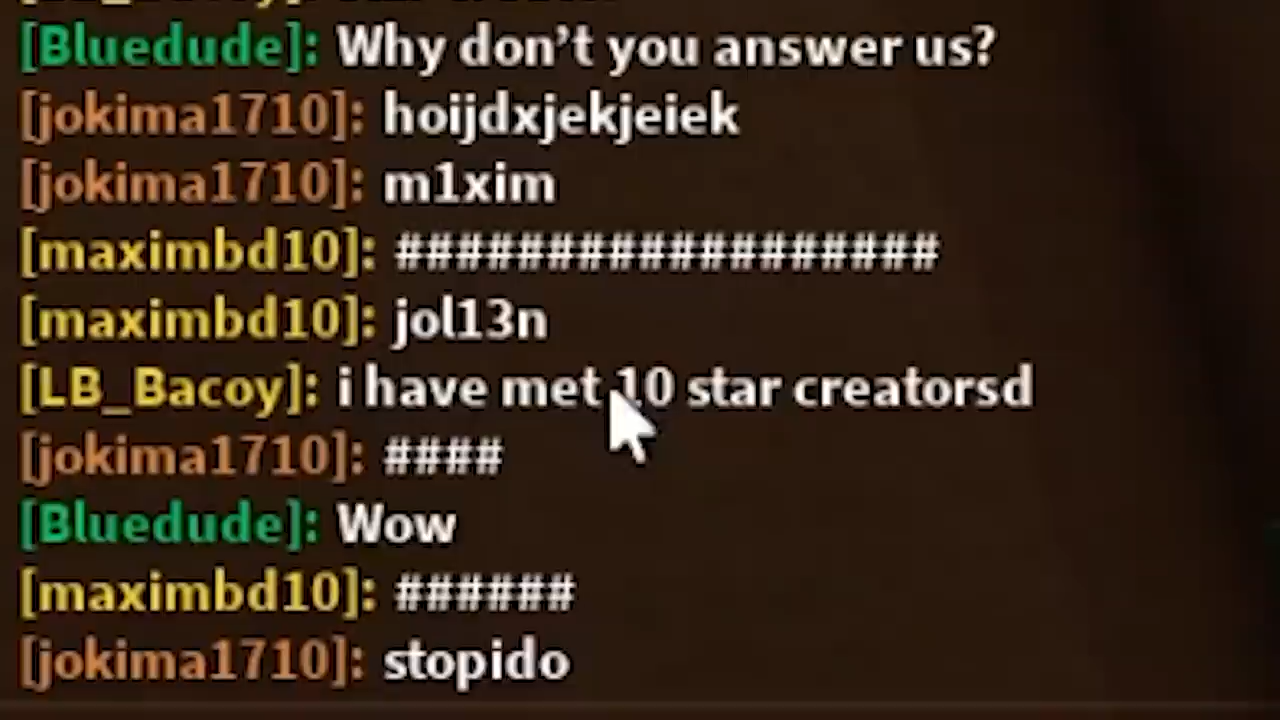 [Bluedude]: Why don’t you answer us?
[jokima1710]: hoijdxjekjeiek
[jokima1710]: m1xim
[maximbd10]: ##################
[maximbd10]: jol13n
[LB_Bacoy]: i have met 10 star creatorsd
[jokima1710]: ####
[Bluedude]: Wow
[maximbd10]: ######
[jokima1710]: stopido